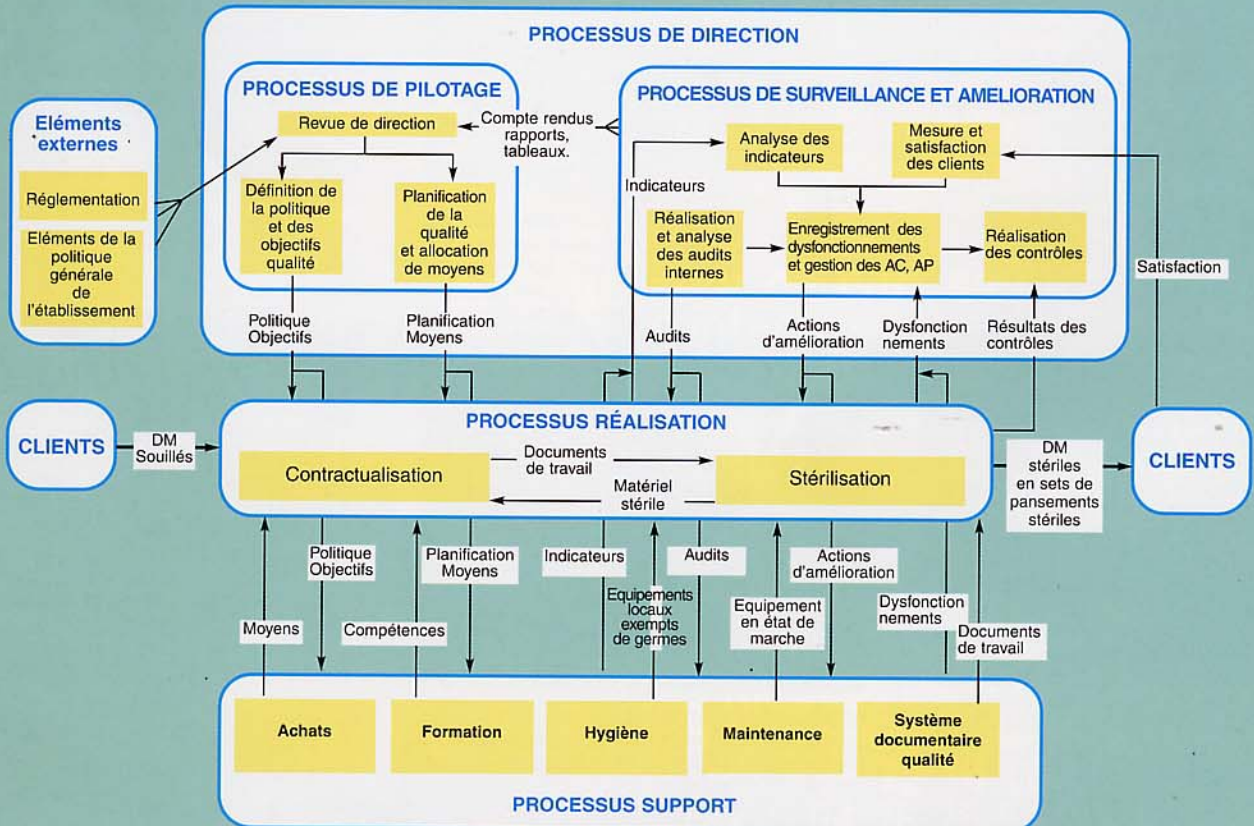 PROCESSUS DE DIRECTION
PROCESSUS DE PILOTAGE
Revue de direction
Définition de
la politique
et des
objectifs
qualité
Planification
de la
qualité
et allocation
de moyens
Compte rendus
rapports,
tableaux.
PROCESSUS DE SURVEILLANCE ET AMELIORATION
Analyse des
indicateurs
Mesure et
satisfaction
des clients
Indicateurs
Réalisation
et analyse
des audits
internes
Enregistrement des
dysfonctionnements
et gestion des AC, AP
Réalisation
des contrôles
Eléments
externes
Réglementation
Eléments de la
politique
générale
de
l'établissement
Satisfaction
Politique
Objectifs
Planification
Moyens
Audits
Actions
d'amélioration
Dysfonction
nements
Résultats des
contrôles
CLIENTS
DM
Souillés
PROCESSUS RÉALISATION
Contractualisation
Documents
de travail
Matériel
stérile
Stérilisation
DM
stériles
en sets de
pansements
stériles
CLIENTS
Moyens
Politique
Objectifs
Compétences
Planification
Moyens
Indicateurs
Equipements
locaux
exempts
de germes
Audits
Equipement
en état de
marche
Actions
d'amélioration
Dysfonction
nements
Documents
de travail
Achats
Formation
Hygiène
Maintenance
Système
documentaire
qualité
PROCESSUS SUPPORT